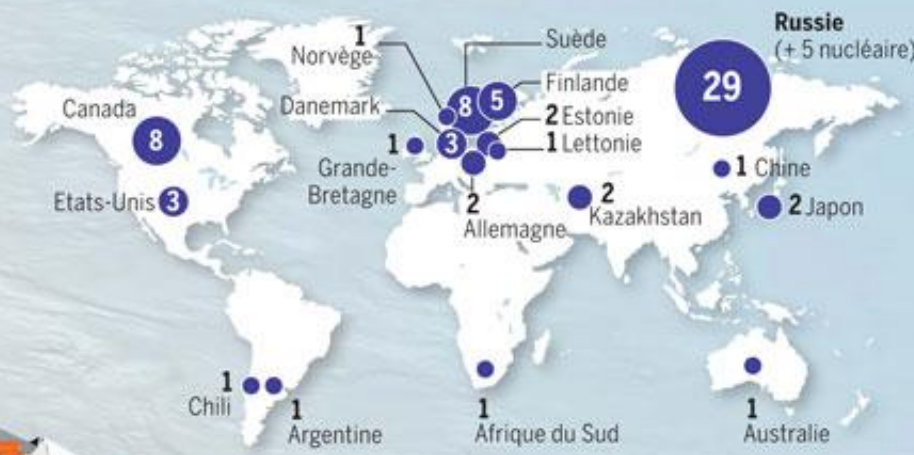 Russie
(+ 5 nucléaire)
29
1
Norvège
Suède
Finlande
8
5
Danemark
3
2 Estonie
1 Lettonie
Canada
8
1
Grande-
Bretagne
Etats-Unis
3
2
Allemagne
2
Kazakhstan
1 Chine
2 Japon
1
Chili
1
Argentine
1
Afrique du Sud
1
Australie